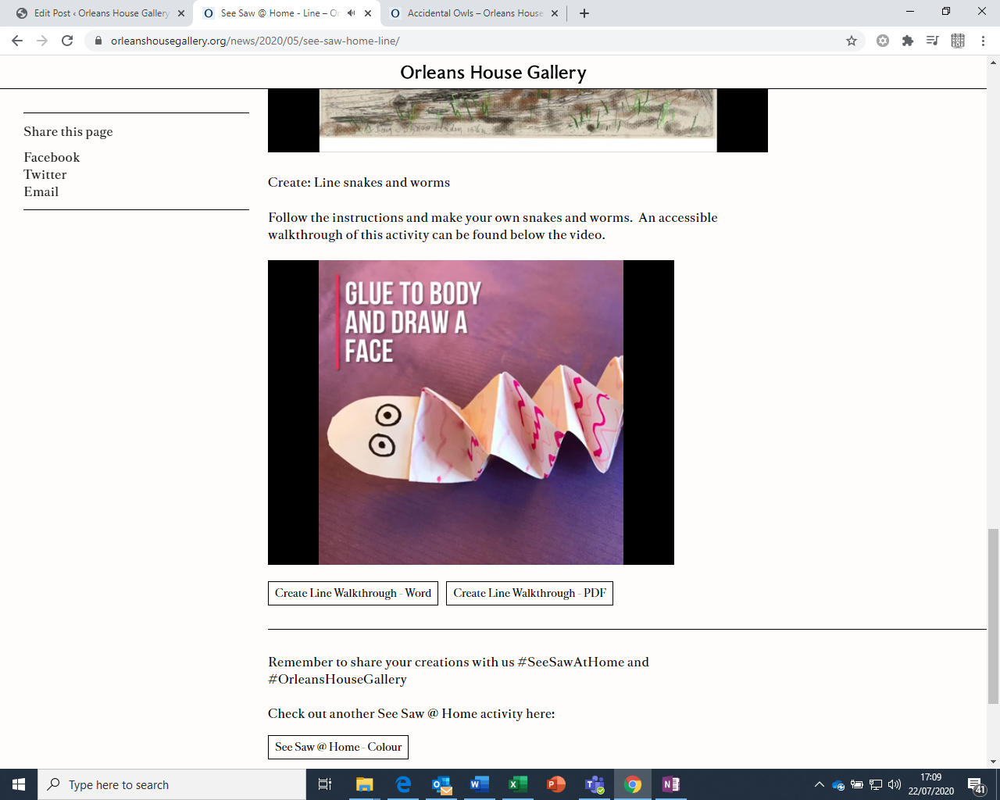 Edit Post ‹ Orleans House Gallery
See Saw @ Home - Line – O
Accidental Owls – Orleans House
orleanshousegallery.org/news/2020/05/see-saw-home-line/
Orleans House Gallery
Share this page
Facebook
Twitter
Email
Create: Line snakes and worms
Follow the instructions and make your own snakes and worms.  An accessible
walkthrough of this activity can be found below the video.
GLUE TO BODY
AND DRAW A
FACE
Create Line Walkthrough - Word
Create Line Walkthrough - PDF
Remember to share your creations with us #SeeSawAtHome and
#OrleansHouseGallery
Check out another See Saw @ Home activity here:
See Saw @ Home - Colour
Type here to search
17:09
22/07/2020
41